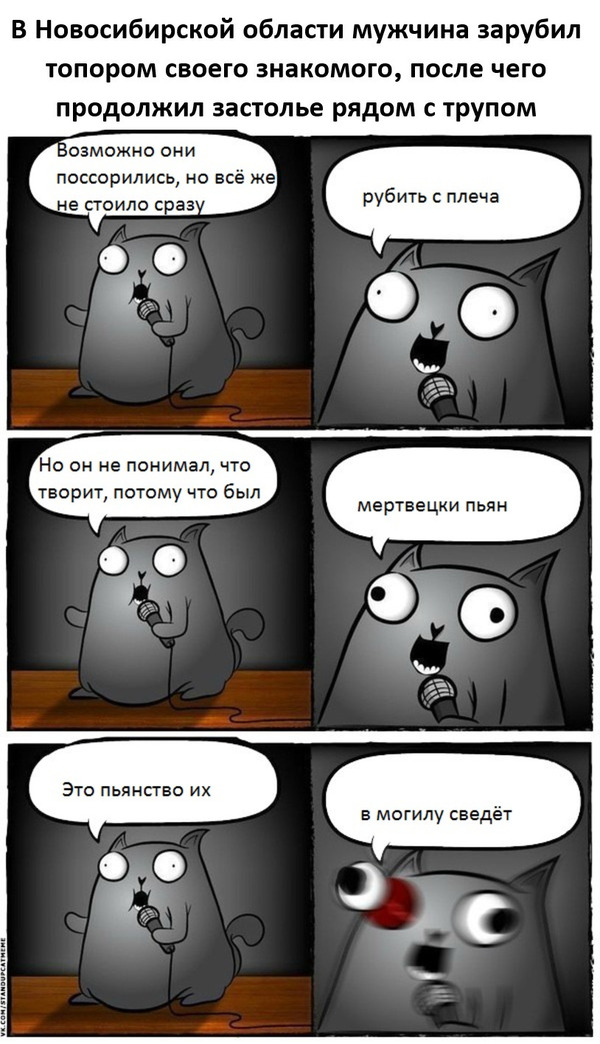 В Новосибирской области мужчина зарубил
топором своего знакомого, после чего
продолжил застолье рядом с трупом
Возможно они
поссорились, но всё же
не стоило сразу
рубить с плеча
Но он не понимал, что
творит, потому что был
мертвецки пьян
Это пьянство их
в могилу сведёт
VK.COM/STANDUPCATMEME